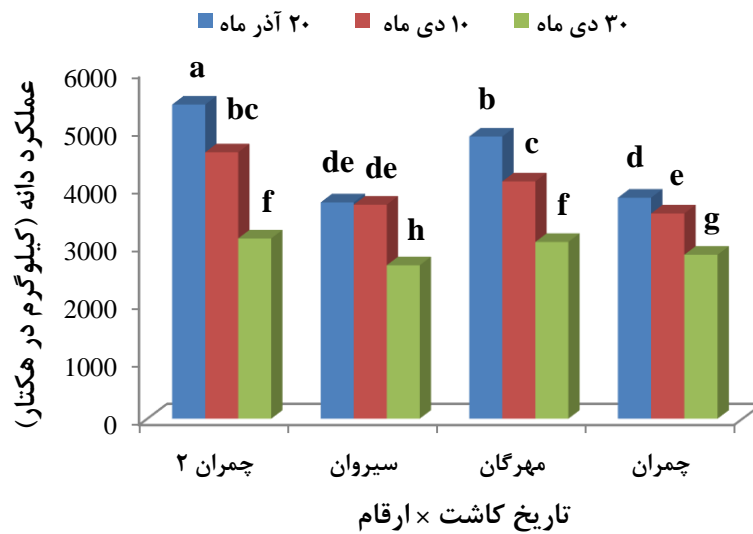 ۲۰ آذر ماه ۱۰ دی ماه ۳۰ دی ماه
عملکرد دانه (کیلوگرم در هکتار)
6000
5000
4000
3000
2000
1000
0
a bc f
de de h
b c f
d e g
چمران ۲ سیروان مهرگان چمران
تاریخ کاشت × ارقام